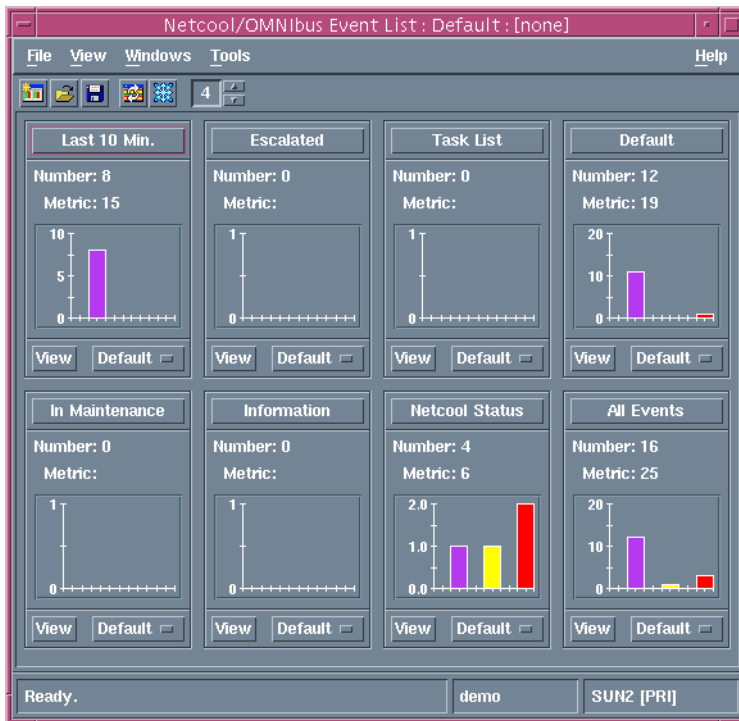 Netcool/OMNIbus Event List : Default : [none]
File View Windows Tools Help
4
Last 10 Min. Escalated Task List Default
Number: 8 Number: 0 Number: 0 Number: 12
Metric: 15 Metric: Metric: Metric: 19
10 1 1 20
5 10
0 0 0 0
View Default View Default View Default View Default
In Maintenance Information Netcool Status All Events
Number: 0 Number: 0 Number: 4 Number: 16
Metric: Metric: Metric: 6 Metric: 25
1 1 2.0 20
1.0 10
0 0 0.0 0
View Default View Default View Default View Default
Ready. demo SUN2 [PRI]